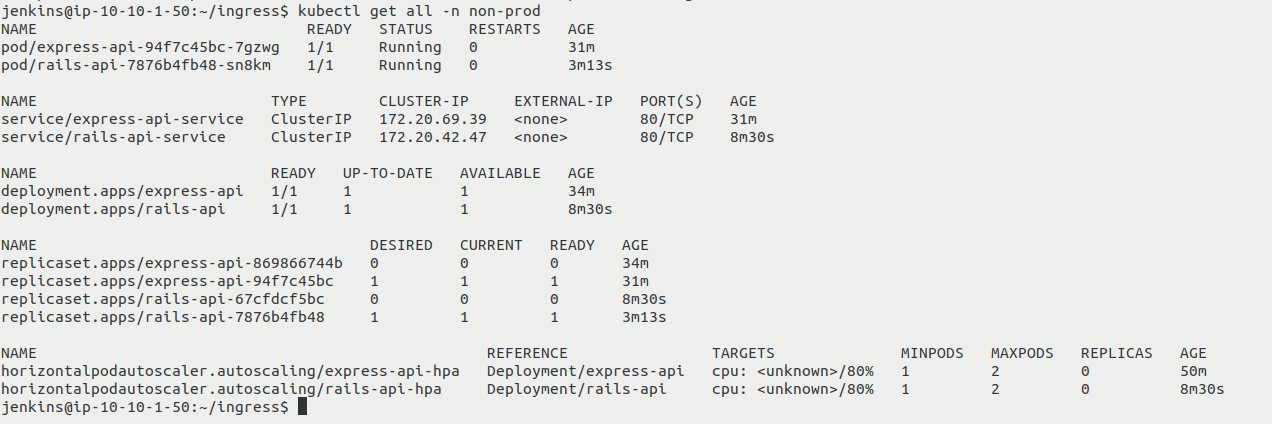 jenkins@ip-10-10-1-50:~/ingress$ kubectl get all -n non-prod
NAME READY STATUS RESTARTS AGE
pod/express-api-94f7c45bc-7gzwg 1/1 Running 0 31m
pod/rails-api-7876b4fb48-sn8km 1/1 Running 0 3m13s
NAME TYPE CLUSTER-IP EXTERNAL-IP PORT(S) AGE
service/express-api-service ClusterIP 172.20.69.39 <none> 80/TCP 31m
service/rails-api-service ClusterIP 172.20.42.47 <none> 80/TCP 8m30s
NAME READY UP-TO-DATE AVAILABLE AGE
deployment.apps/express-api 1/1 1 1 34m
deployment.apps/rails-api 1/1 1 1 8m30s
NAME DESIRED CURRENT READY AGE
replicaset.apps/express-api-869866744b 0 0 0 34m
replicaset.apps/express-api-94f7c45bc 1 1 1 31m
replicaset.apps/rails-api-67cfdcf5bc 0 0 0 8m30s
replicaset.apps/rails-api-7876b4fb48 1 1 1 3m13s
NAME REFERENCE TARGETS MINPODS MAXPODS REPLICAS AGE
horizontalpodautoscaler.autoscaling/express-api-hpa Deployment/express-api cpu: <unknown>/80% 1 2 0 50m
horizontalpodautoscaler.autoscaling/rails-api-hpa Deployment/rails-api cpu: <unknown>/80% 1 2 0 8m30s
jenkins@ip-10-10-1-50:~/ingress$